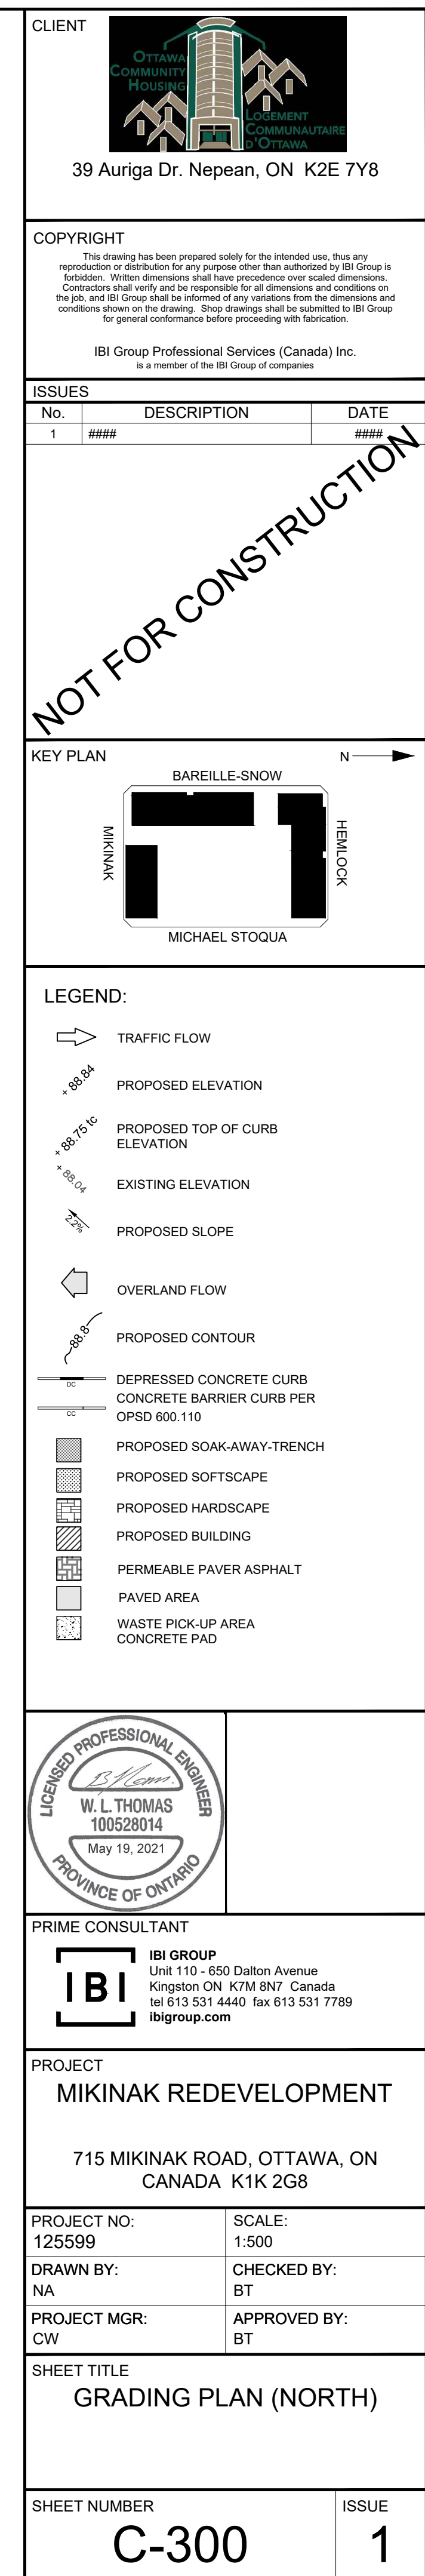 CLIENT
OTTAWA
COMMUNITY
HOUSING
LOGEMENT
COMMUNAUTAIRE
D'OTTAWA
39 Auriga Dr. Nepean, ON K2E 7Y8
COPYRIGHT
This drawing has been prepared solely for the intended use, thus any
reproduction or distribution for any purpose other than authorized by IBI Group is
forbidden. Written dimensions shall have precedence over scaled dimensions.
Contractors shall verify and be responsible for all dimensions and conditions on
the job, and IBI Group shall be informed of any variations from the dimensions and
conditions shown on the drawing. Shop drawings shall be submitted to IBI Group
for general conformance before proceeding with fabrication.
IBI Group Professional Services (Canada) Inc.
is a member of the IBI Group of companies
ISSUES
No. DESCRIPTION DATE
1 #### ####
NOT FOR CONSTRUCTION
KEY PLAN N
BAREILLE-SNOW
MIKINAK
HEMLOCK
MICHAEL STOQUA
LEGEND:
TRAFFIC FLOW
+ 88.84 PROPOSED ELEVATION
+ 88.75 tc PROPOSED TOP OF CURB
ELEVATION
+ 88.04 EXISTING ELEVATION
2.2% PROPOSED SLOPE
OVERLAND FLOW
88.8 PROPOSED CONTOUR
DC DEPRESSED CONCRETE CURB
CONCRETE BARRIER CURB PER
CC OPSD 600.110
PROPOSED SOAK-AWAY-TRENCH
PROPOSED SOFTSCAPE
PROPOSED HARDSCAPE
PROPOSED BUILDING
PERMEABLE PAVER ASPHALT
PAVED AREA
WASTE PICK-UP AREA
CONCRETE PAD
LICENSED PROFESSIONAL ENGINEER
W. L. THOMAS
100528014
May 19, 2021
PROVINCE OF ONTARIO
PRIME CONSULTANT
IBI
IBI GROUP
Unit 110 - 650 Dalton Avenue
Kingston ON K7M 8N7 Canada
tel 613 531 4440 fax 613 531 7789
ibigroup.com
PROJECT
MIKINAK REDEVELOPMENT
715 MIKINAK ROAD, OTTAWA, ON
CANADA K1K 2G8
PROJECT NO: SCALE:
125599 1:500
DRAWN BY: CHECKED BY:
NA BT
PROJECT MGR: APPROVED BY:
CW BT
SHEET TITLE
GRADING PLAN (NORTH)
SHEET NUMBER ISSUE
C-300 1